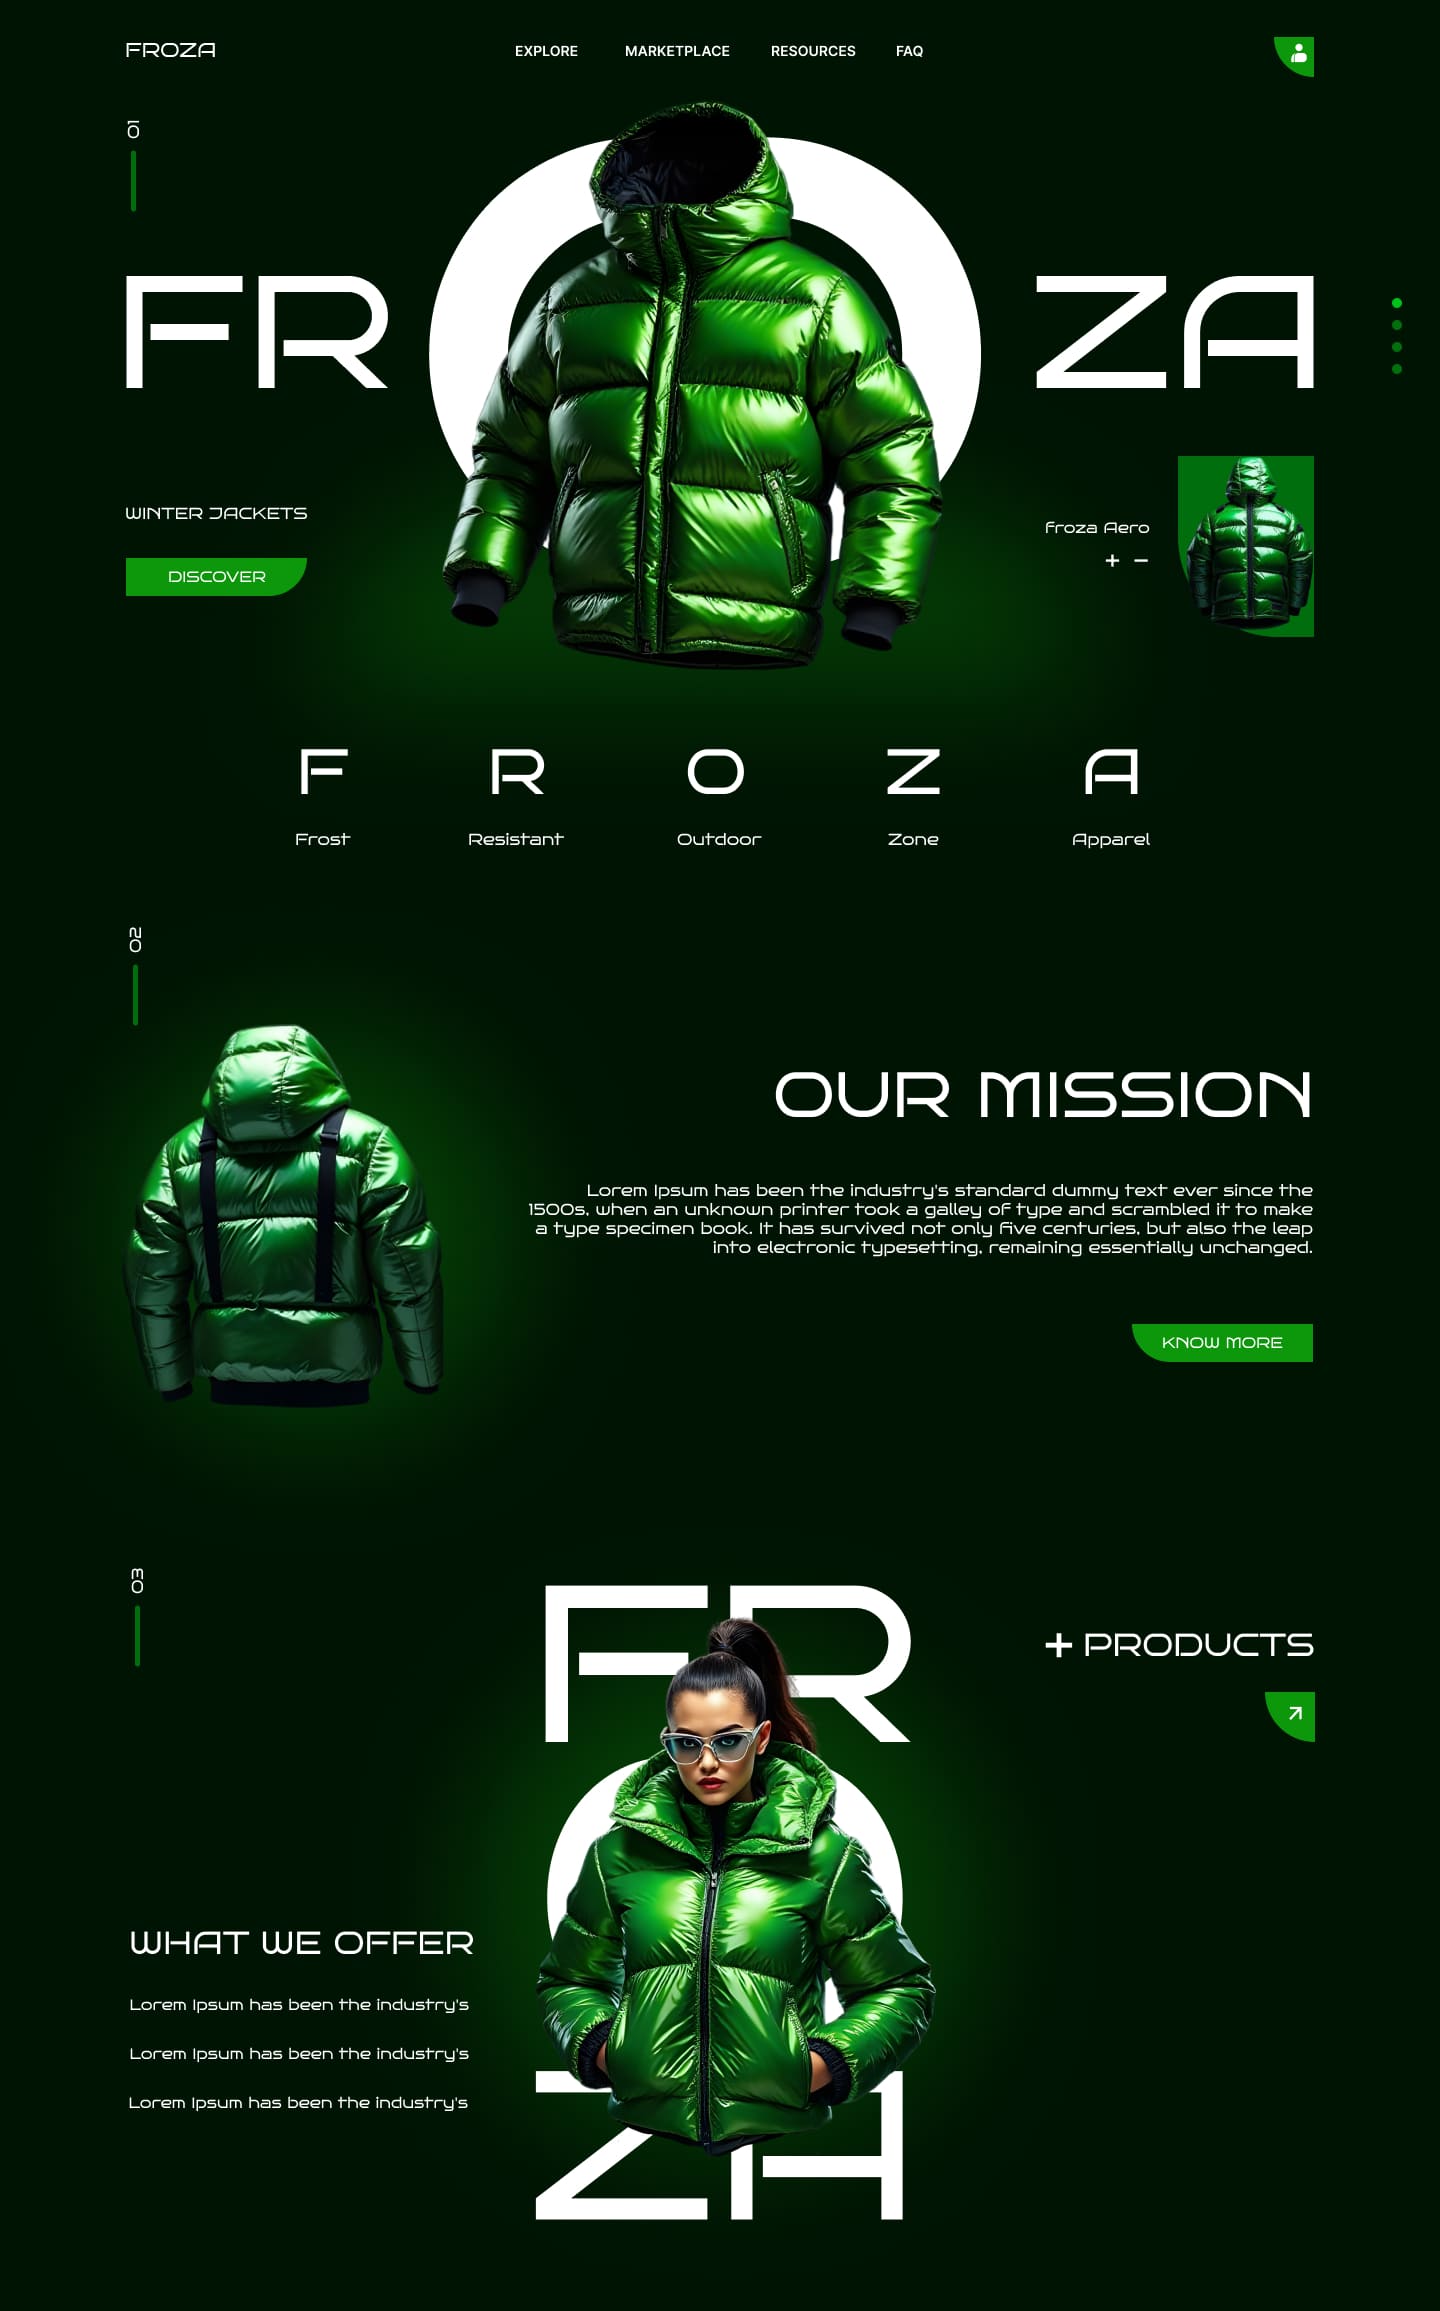 FROZA
EXPLORE MARKETPLACE RESOURCES FAQ
01
FROZA
WINTER JACKETS
DISCOVER
froza Aero
+ −
F R O Z A
Frost Resistant Outdoor Zone Apparel
02
OUR MISSION
Lorem Ipsum has been the industry's standard dummy text ever since the
1500s, when an unknown printer took a galley of type and scrambled it to make
a type specimen book. It has survived not only five centuries, but also the leap
into electronic typesetting, remaining essentially unchanged.
KNOW MORE
03
FR
O
ZA
+ PRODUCTS
WHAT WE OFFER
Lorem Ipsum has been the industry's
Lorem Ipsum has been the industry's
Lorem Ipsum has been the industry's